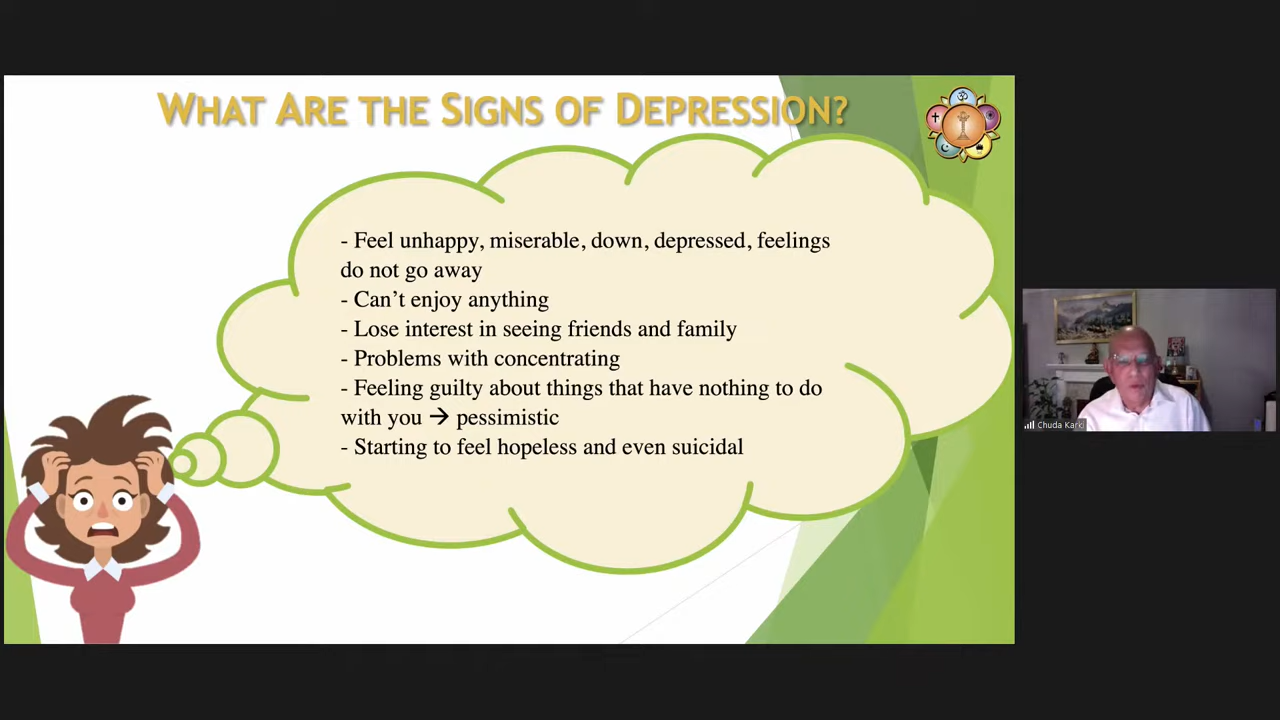 WHAT ARE THE SIGNS OF DEPRESSION?
- Feel unhappy, miserable, down, depressed, feelings
do not go away
- Can’t enjoy anything
- Lose interest in seeing friends and family
- Problems with concentrating
- Feeling guilty about things that have nothing to do
with you → pessimistic
- Starting to feel hopeless and even suicidal
Chuda Karki